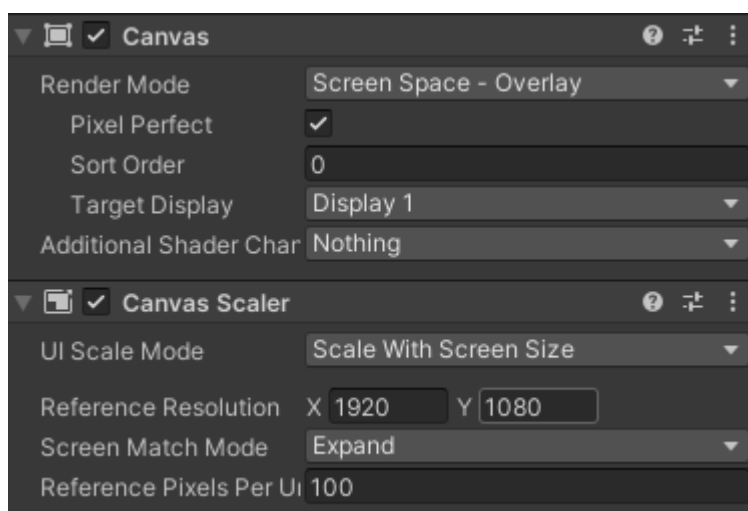 Canvas
Render Mode Screen Space - Overlay
Pixel Perfect
Sort Order 0
Target Display Display 1
Additional Shader Char Nothing
Canvas Scaler
UI Scale Mode Scale With Screen Size
Reference Resolution X 1920 Y 1080
Screen Match Mode Expand
Reference Pixels Per U 100